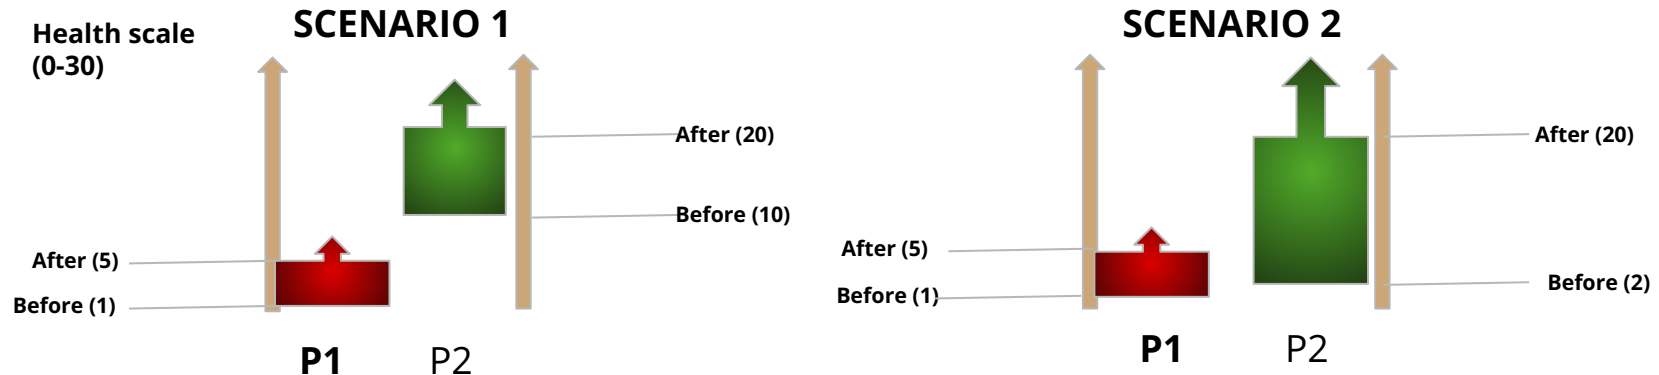 Health scale
(0-30)
SCENARIO 1
After (20)
Before (10)
After (5)
Before (1)
P1
P2
SCENARIO 2
After (20)
After (5)
Before (1)
Before (2)
P1
P2